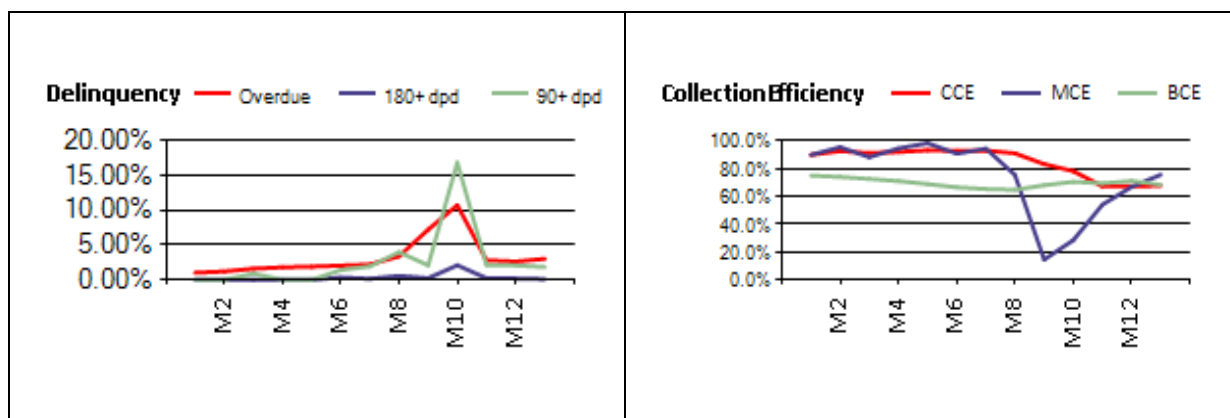 Delinquency Overdue 180+ dpd 90+ dpd
20.00%
15.00%
10.00%
5.00%
0.00%
M2 M4 M6 M8 M10 M12
Collection Efficiency CCE MCE BCE
100.0%
80.0%
60.0%
40.0%
20.0%
0.0%
M2 M4 M6 M8 M10 M12